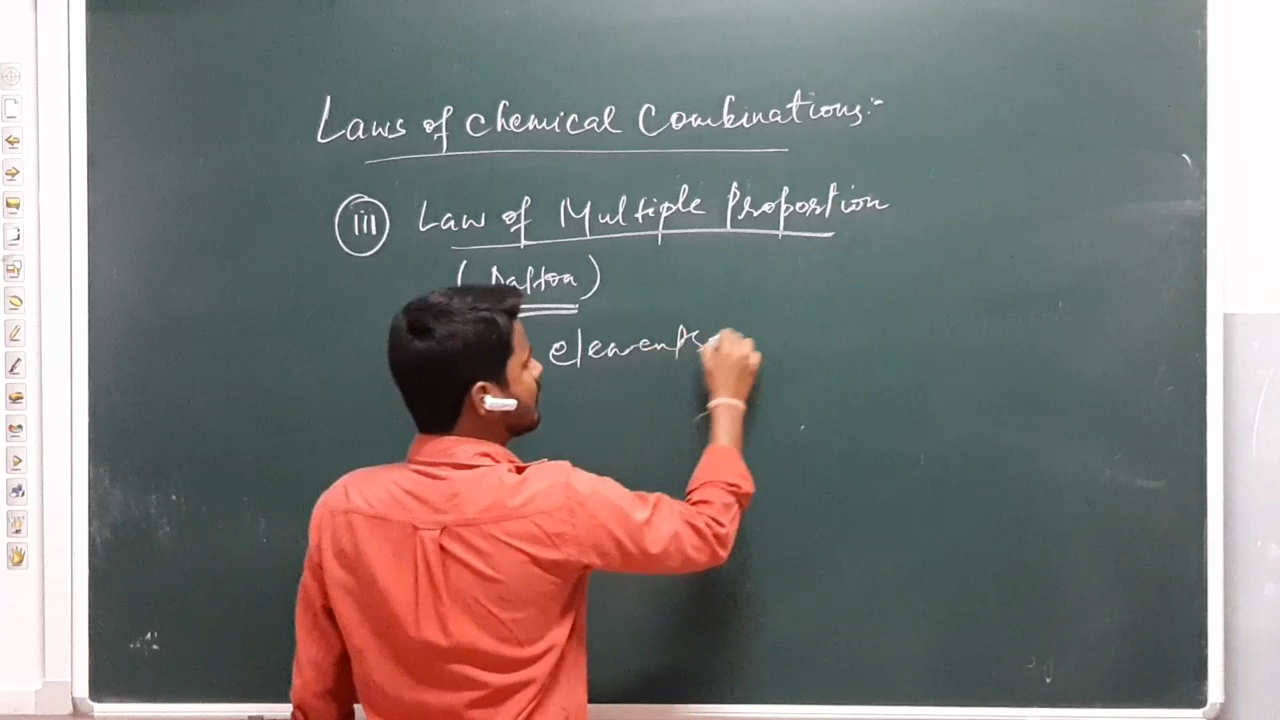 Laws of Chemical Combinations:-
iii Law of Multiple Proportion
(Dalton)
elements